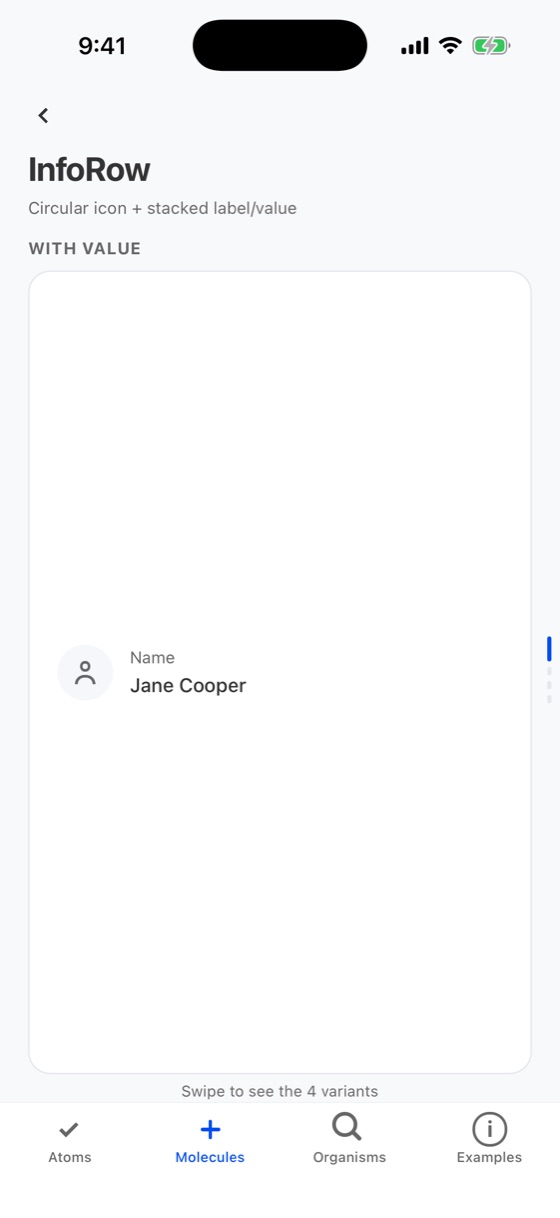 9:41
InfoRow
Circular icon + stacked label/value
WITH VALUE
Name
Jane Cooper
Swipe to see the 4 variants
Atoms
Molecules
Organisms
Examples